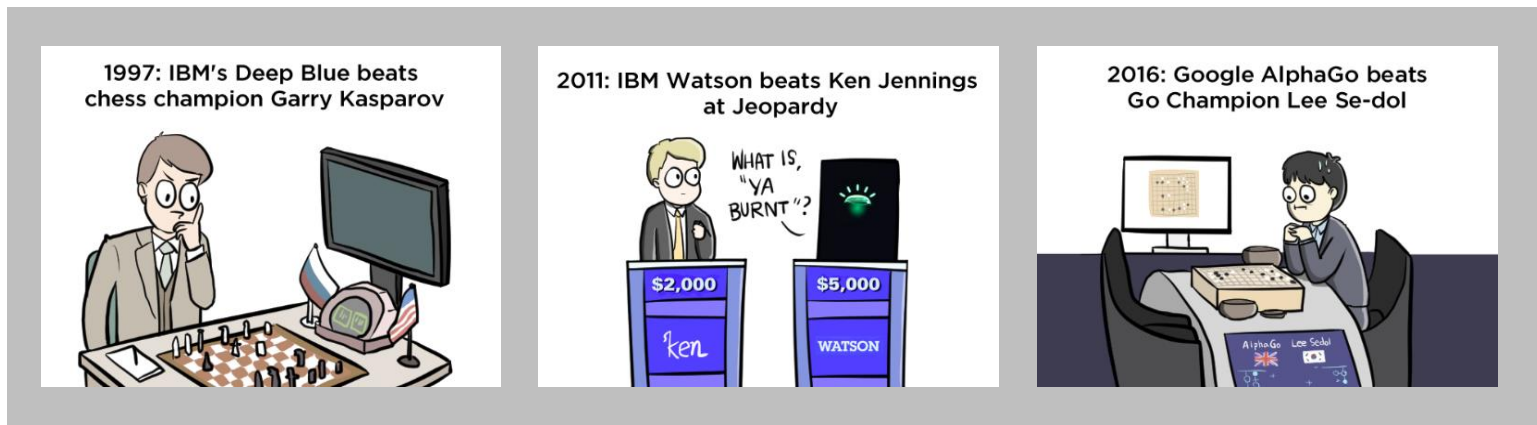 1997: IBM's Deep Blue beats
chess champion Garry Kasparov
2011: IBM Watson beats Ken Jennings
at Jeopardy
WHAT IS,
"YA
BURNT"?
$2,000
$5,000
ken
WATSON
2016: Google AlphaGo beats
Go Champion Lee Se-dol
AlphaGo Lee Sedol